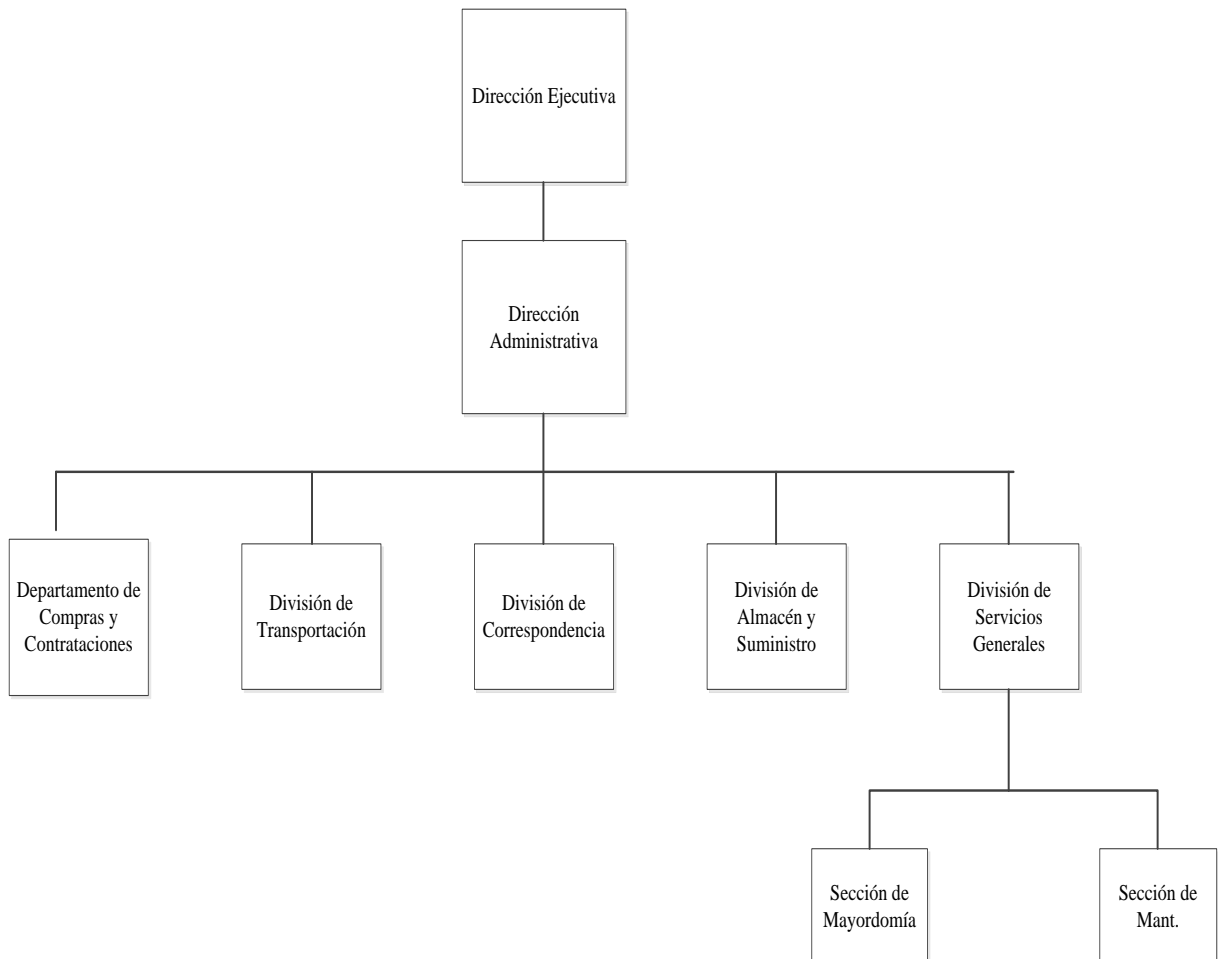 Dirección Ejecutiva
Dirección
Administrativa
Departamento de
Compras y
Contrataciones
División de
Transportación
División de
Correspondencia
División de
Almacén y
Suministro
División de
Servicios
Generales
Sección de
Mayordomía
Sección de
Mant.